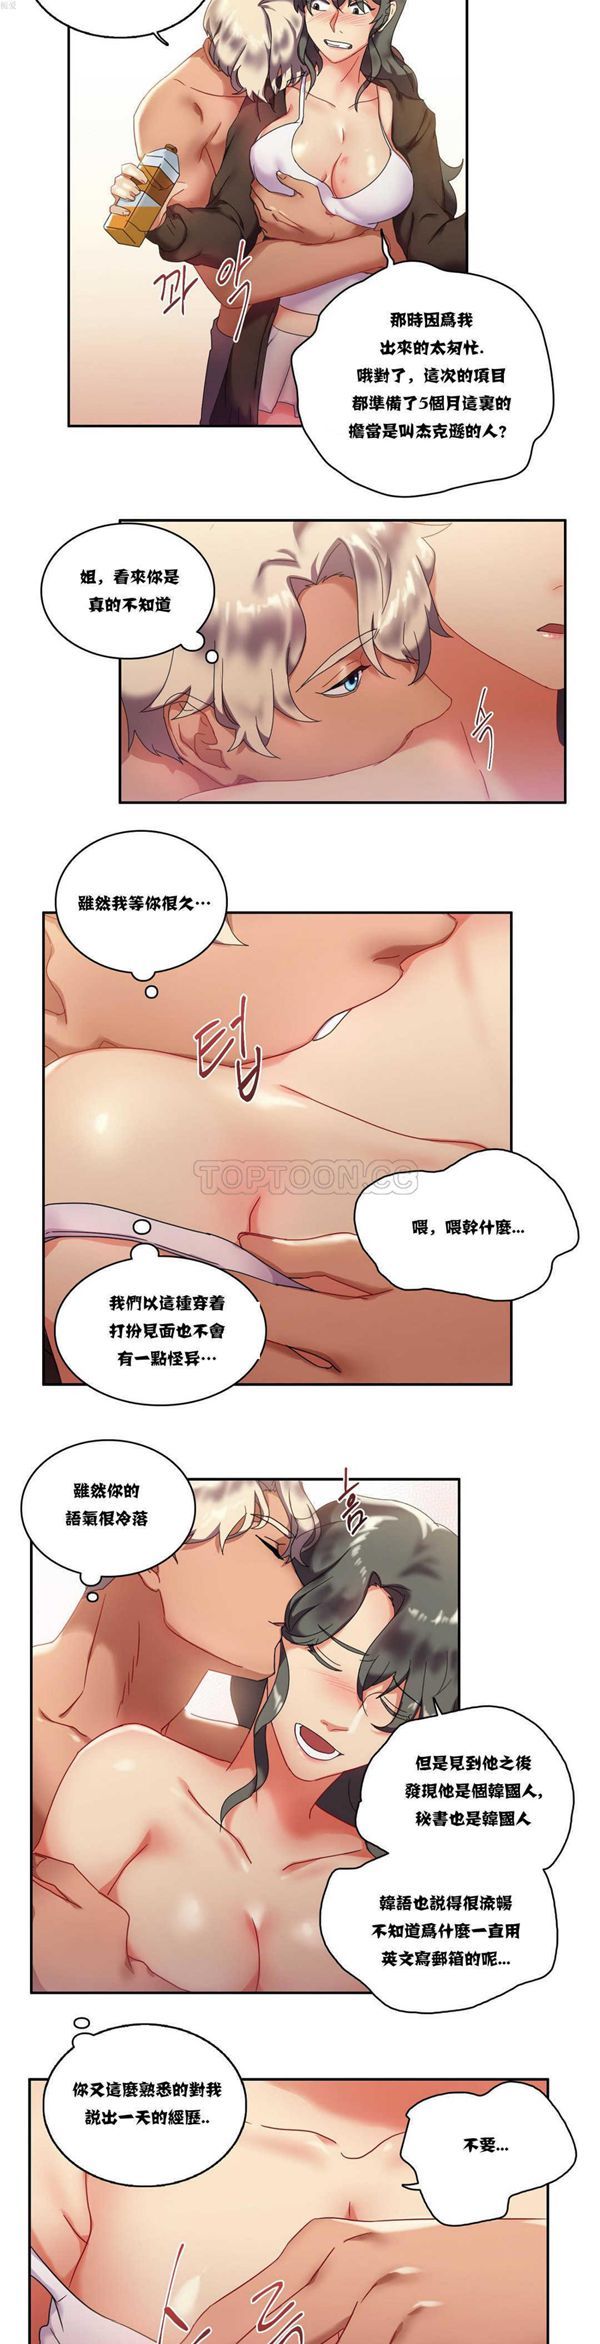 꽈악
那時因爲我
出來的太匆忙.
哦對了，這次的項目
都準備了5個月這裏的
擔當是叫杰克遜的人?
姐，看來你是
真的不知道
스윽
雖然我等你很久…
텁
TOPTOON.CC
喂，喂幹什麼...
我們以這種穿着
打扮見面也不會
有一點怪异…
雖然你的
語氣很冷落
흠
但是見到他之後
發現他是個韓國人,
秘書也是韓國人
韓語也説得很流暢
不知道爲什麼一直用
英文寫郵箱的呢...
你又這麼熟悉的對我
説出一天的經歷..
不要...